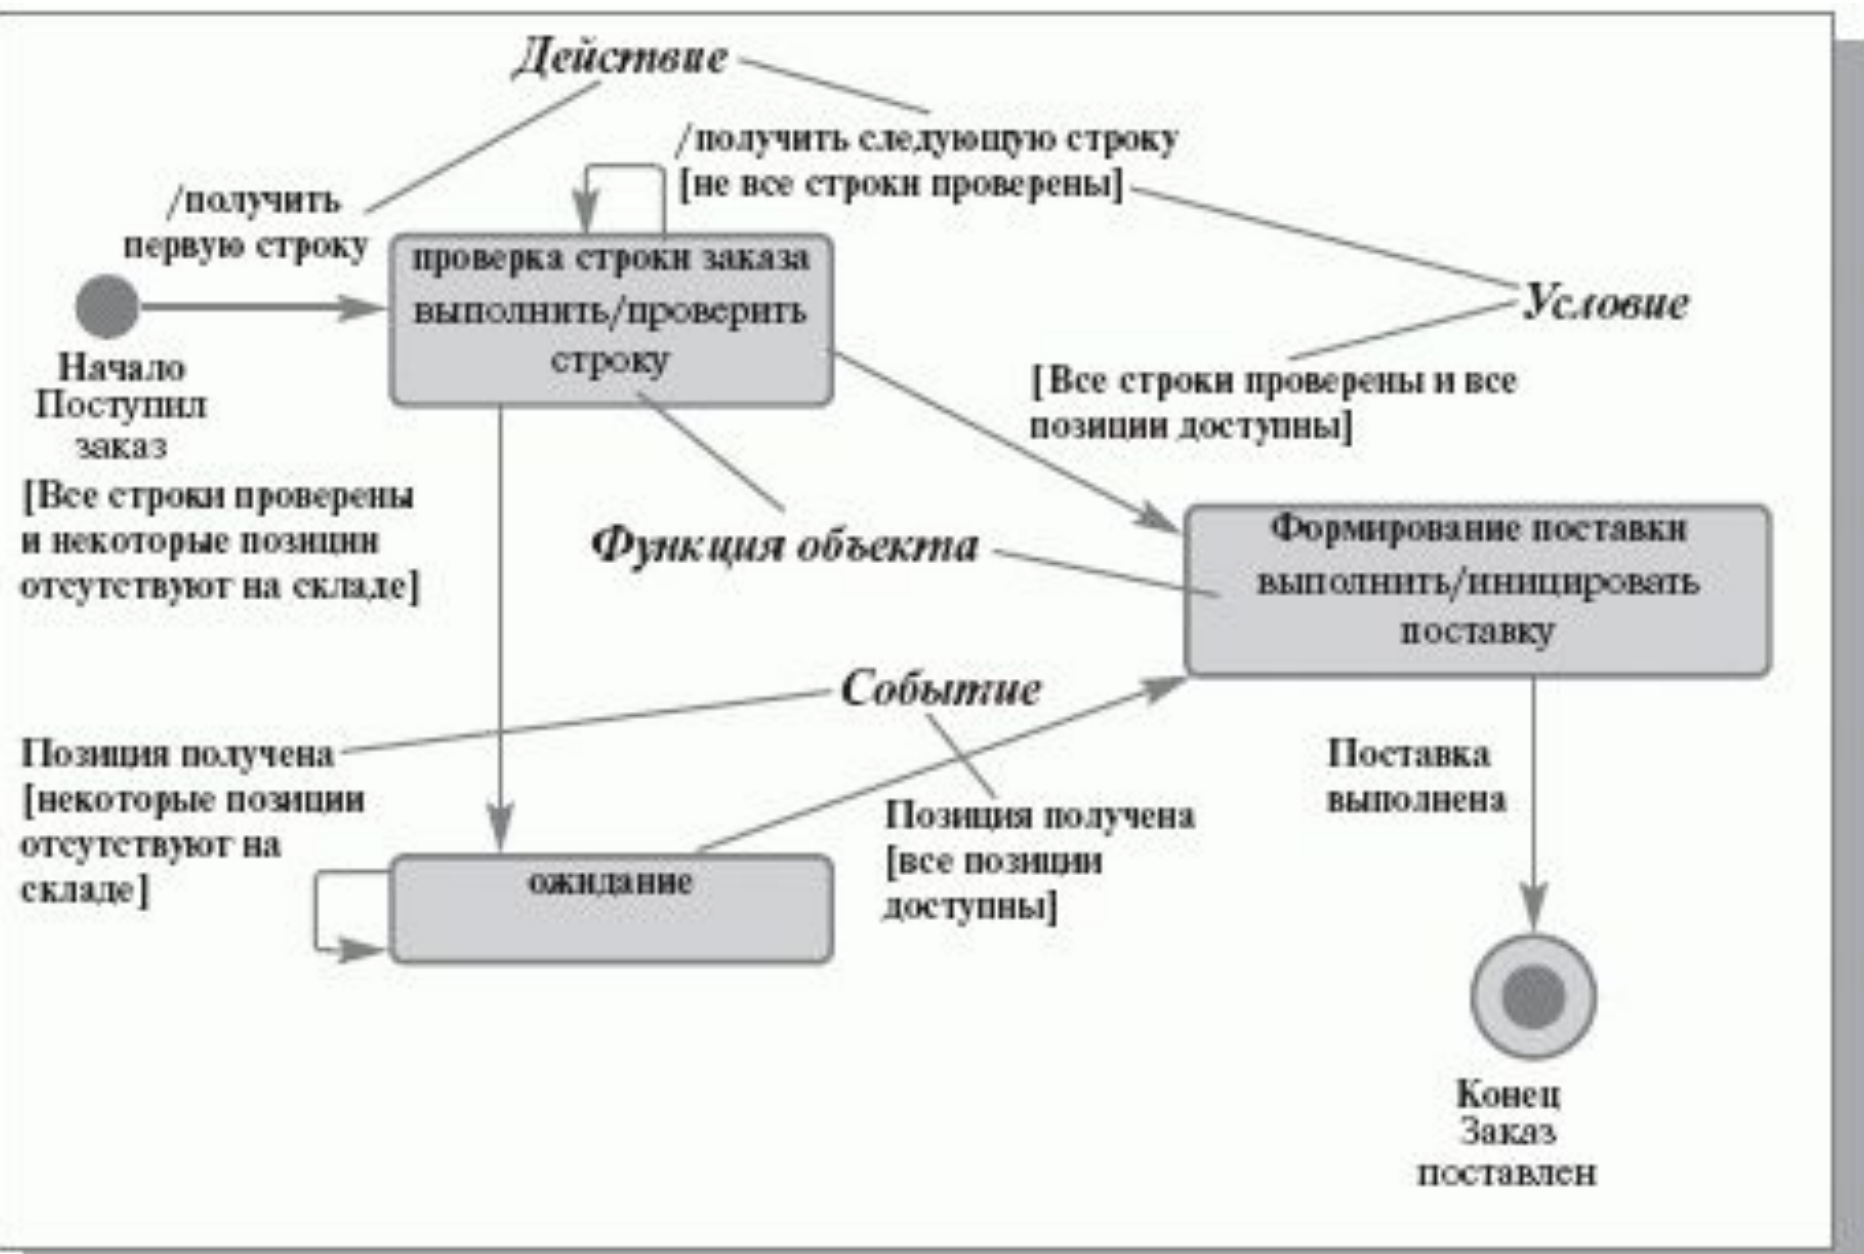 Действие
/получить следующую строку
[не все строки проверены]
/получить
первую строку
проверка строки заказа
выполнить/проверить
строку
Условие
Начало
Поступил
заказ
[Все строки проверены и все
позиции доступны]
[Все строки проверены
и некоторые позиции
отсутствуют на складе]
Функция объекта
Формирование поставки
выполнить/иницировать
поставку
Событие
Позиция получена
[некоторые позиции
отсутствуют на
складе]
Позиция получена
[все позиции
доступны]
Поставка
выполнена
ожидание
Конец
Заказ
поставлен